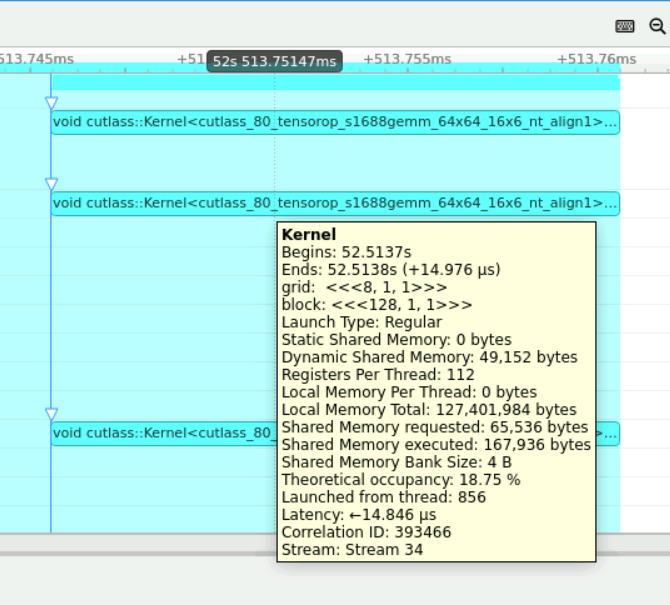 513.745ms
+51
52s 513.75147ms
+513.755ms
+513.76ms
void cutlass::Kernel<cutlass_80_tensorop_s1688gemm_64x64_16x6_nt_align1>...
void cutlass::Kernel<cutlass_80_tensorop_s1688gemm_64x64_16x6_nt_align1>...
Kernel
Begins: 52.5137s
Ends: 52.5138s (+14.976 μs)
grid: <<<8, 1, 1>>>
block: <<<128, 1, 1>>>
Launch Type: Regular
Static Shared Memory: 0 bytes
Dynamic Shared Memory: 49,152 bytes
Registers Per Thread: 112
Local Memory Per Thread: 0 bytes
Local Memory Total: 127,401,984 bytes
Shared Memory requested: 65,536 bytes
void cutlass::Kernel<cutlass_80_ >...
Shared Memory executed: 167,936 bytes
Shared Memory Bank Size: 4 B
Theoretical occupancy: 18.75 %
Launched from thread: 856
Latency: ←14.846 μs
Correlation ID: 393466
Stream: Stream 34